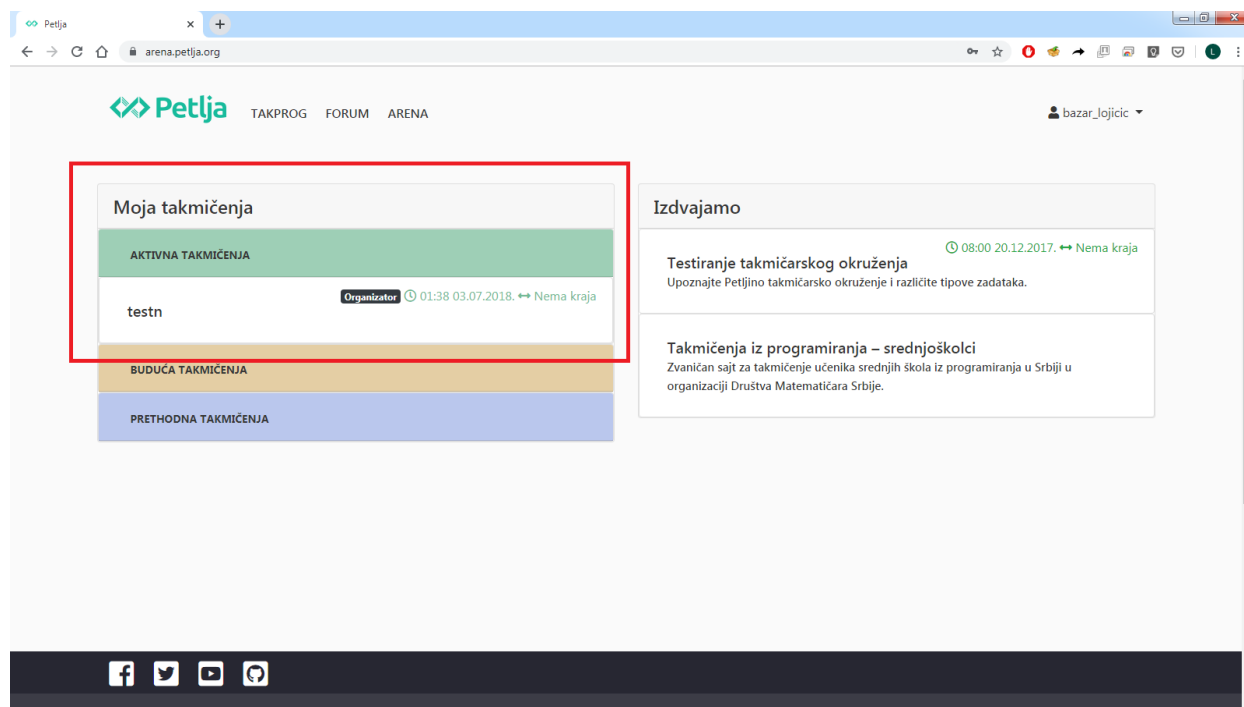 Petlja
arena.petlja.org
Petlja TAKPROG FORUM ARENA bazar_lojicic
Moja takmičenja
AKTIVNA TAKMIČENJA
Organizator 01:38 03.07.2018. ↔ Nema kraja
testn
BUDUĆA TAKMIČENJA
PRETHODNA TAKMIČENJA
Izdvajamo
08:00 20.12.2017. ↔ Nema kraja
Testiranje takmičarskog okruženja
Upoznajte Petljino takmičarsko okruženje i različite tipove zadataka.
Takmičenja iz programiranja – srednjoškolci
Zvaničan sajt za takmičenje učenika srednjih škola iz programiranja u Srbiji u
organizaciji Društva Matematičara Srbije.